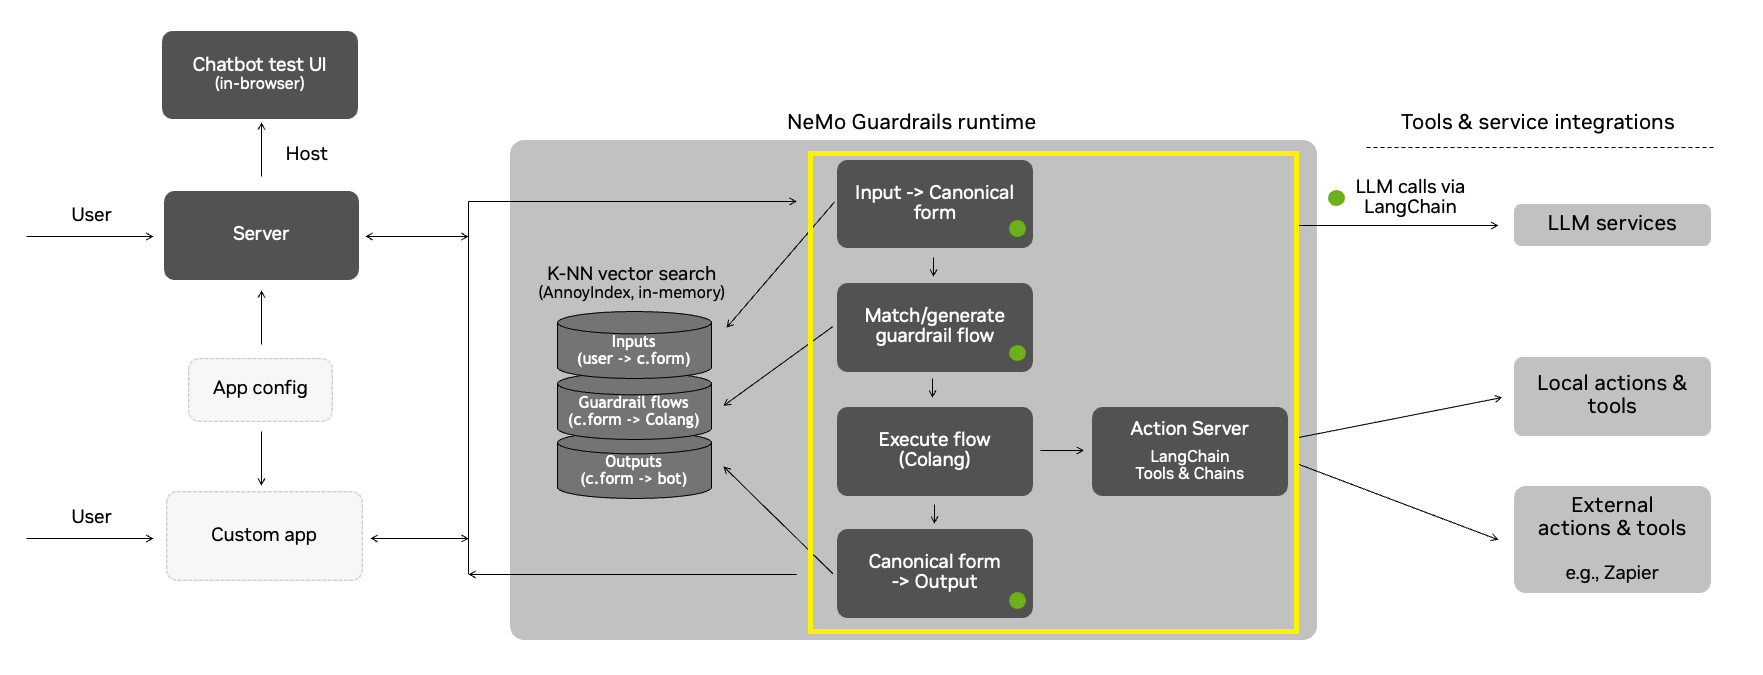 Chatbot test UI
(in-browser)
Host
User
Server
App config
User
Custom app
NeMo Guardrails runtime
K-NN vector search
(AnnoyIndex, in-memory)
Inputs
(user -> c.form)
Guardrail flows
(c.form -> Colang)
Outputs
(c.form -> bot)
Input -> Canonical
form
Match/generate
guardrail flow
Execute flow
(Colang)
Canonical form
-> Output
Action Server
LangChain
Tools & Chains
Tools & service integrations
LLM calls via
LangChain
LLM services
Local actions &
tools
External
actions & tools
e.g., Zapier